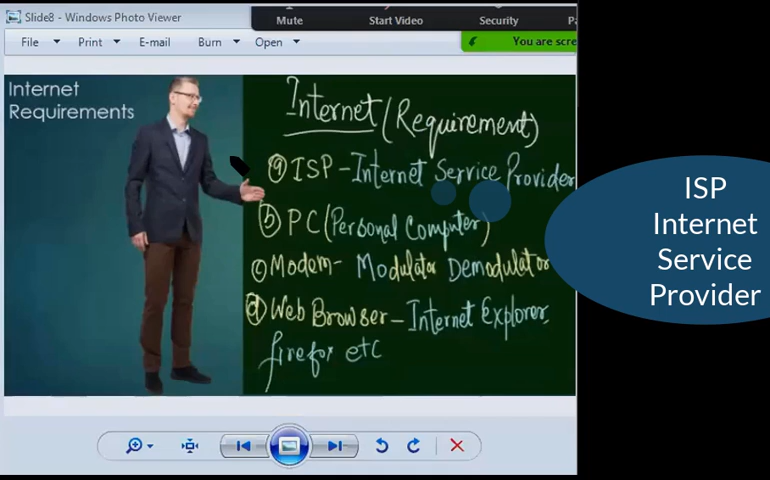 Slide8 - Windows Photo Viewer
Mute Start Video Security
File Print E-mail Burn Open
You are scre
Internet
Requirements
Internet (Requirement)
ⓐ ISP - Internet Service Provider
ⓑ PC (Personal Computer)
ⓒ Modem - Modulator Demodulator
ⓓ Web Browser - Internet Explorer,
firefox etc
ISP
Internet
Service
Provider